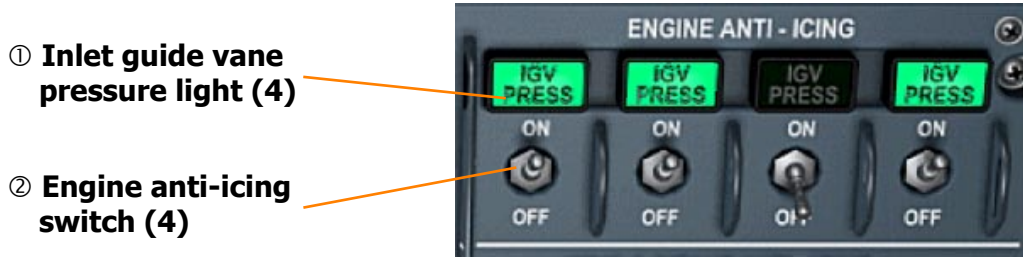 ENGINE ANTI - ICING
① Inlet guide vane
pressure light (4)
IGV PRESS
IGV PRESS
IGV PRESS
IGV PRESS
ON ON ON ON
② Engine anti-icing
switch (4)
OFF OFF OFF OFF